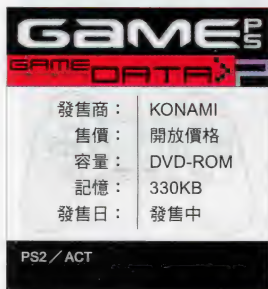 GAME PS2
GAME DATA
發售商： KONAMI
售價： 開放價格
容量： DVD-ROM
記憶： 330KB
發售日： 發售中
PS2／ACT